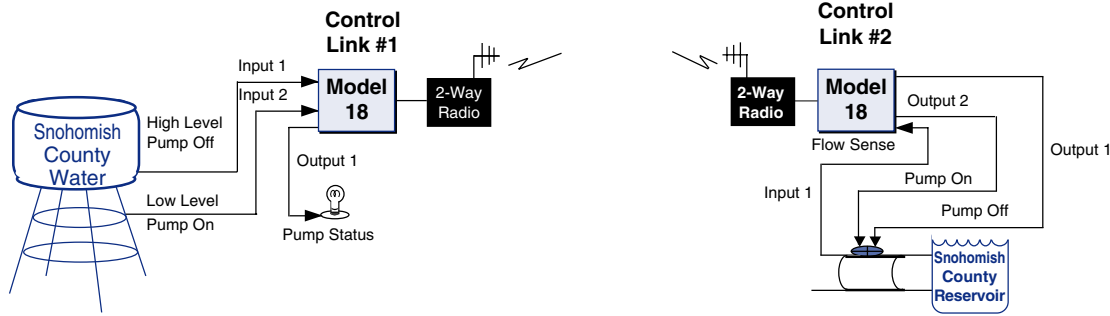 Control
Link #1
Input 1
Input 2
Model
18
2-Way
Radio
Snohomish
County
Water
High Level
Pump Off
Low Level
Pump On
Output 1
Pump Status
Control
Link #2
2-Way
Radio
Model
18
Output 2
Flow Sense
Output 1
Input 1
Pump On
Pump Off
Snohomish
County
Reservoir